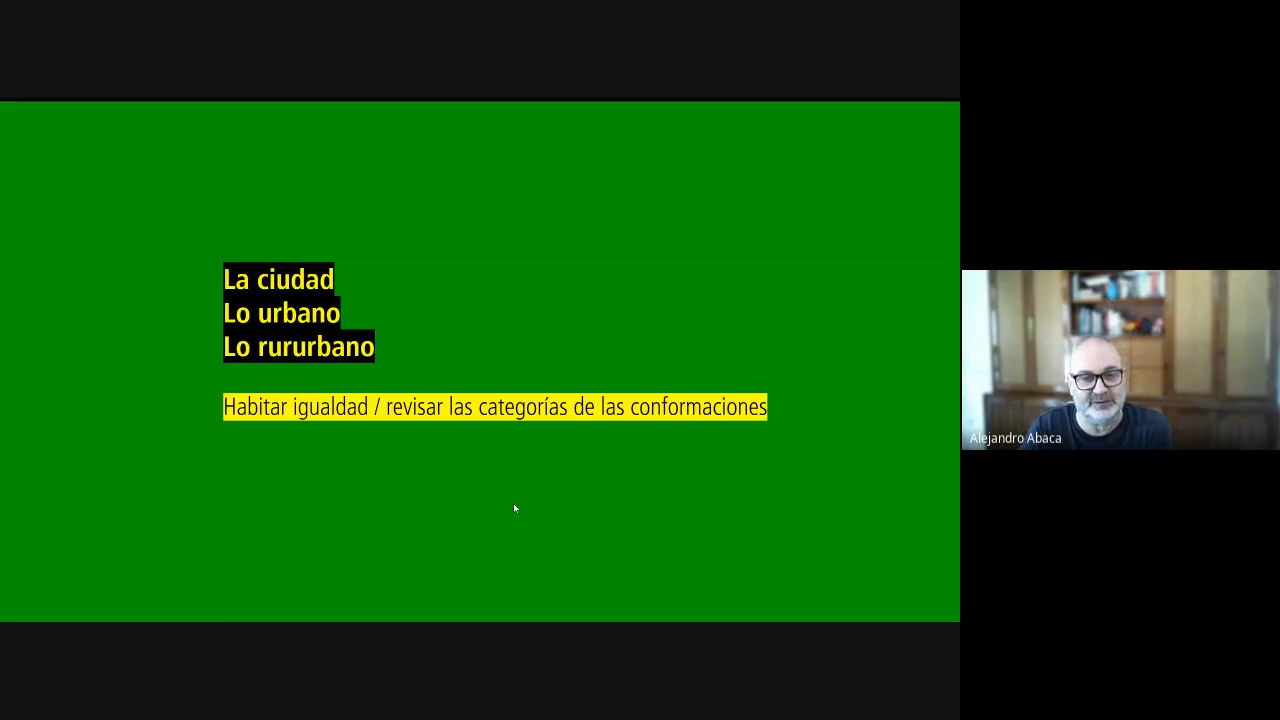 La ciudad
Lo urbano
Lo rururbano
Habitar igualdad / revisar las categorías de las conformaciones
Alejandro Abaca